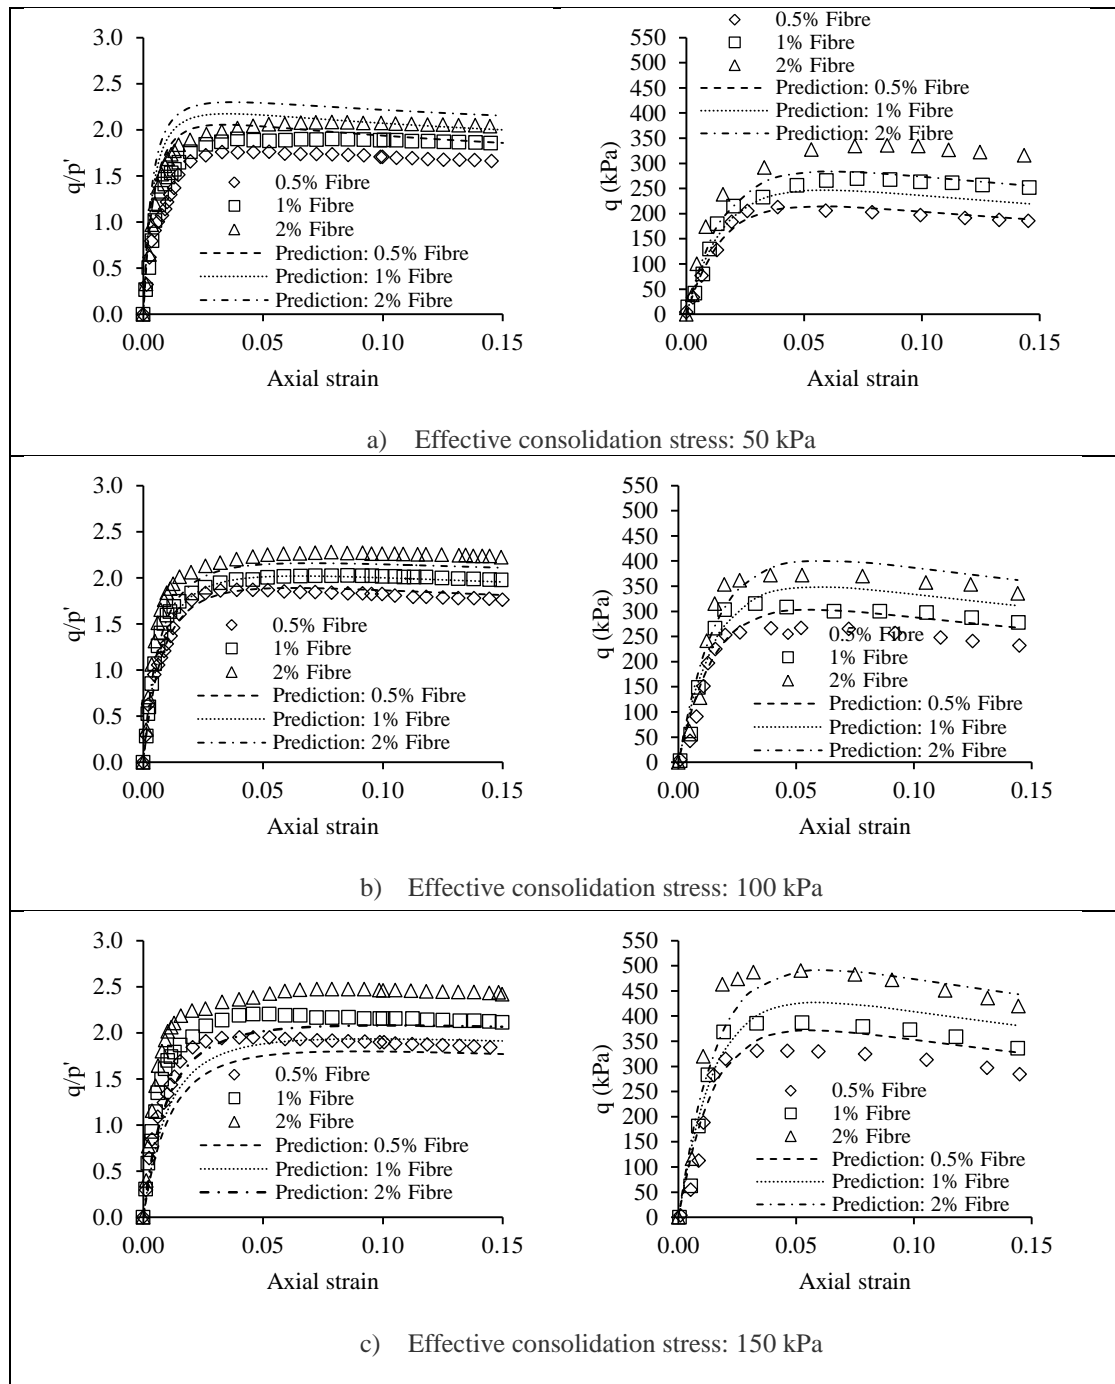 3.0
2.5
2.0
1.5
1.0
0.5
0.0
q/p'
0.5% Fibre
1% Fibre
2% Fibre
Prediction: 0.5% Fibre
Prediction: 1% Fibre
Prediction: 2% Fibre
0.00 0.05 0.10 0.15
Axial strain
0.5% Fibre
1% Fibre
2% Fibre
Prediction: 0.5% Fibre
Prediction: 1% Fibre
Prediction: 2% Fibre
550
500
450
400
350
300
250
200
150
100
50
0
q (kPa)
0.00 0.05 0.10 0.15
Axial strain
a) Effective consolidation stress: 50 kPa
3.0
2.5
2.0
1.5
1.0
0.5
0.0
q/p'
0.5% Fibre
1% Fibre
2% Fibre
Prediction: 0.5% Fibre
Prediction: 1% Fibre
Prediction: 2% Fibre
0.00 0.05 0.10 0.15
Axial strain
550
500
450
400
350
300
250
200
150
100
50
0
q (kPa)
0.5% Fibre
1% Fibre
2% Fibre
Prediction: 0.5% Fibre
Prediction: 1% Fibre
Prediction: 2% Fibre
0.00 0.05 0.10 0.15
Axial strain
b) Effective consolidation stress: 100 kPa
3.0
2.5
2.0
1.5
1.0
0.5
0.0
q/p'
0.5% Fibre
1% Fibre
2% Fibre
Prediction: 0.5% Fibre
Prediction: 1% Fibre
Prediction: 2% Fibre
0.00 0.05 0.10 0.15
Axial strain
550
500
450
400
350
300
250
200
150
100
50
0
q (kPa)
0.5% Fibre
1% Fibre
2% Fibre
Prediction: 0.5% Fibre
Prediction: 1% Fibre
Prediction: 2% Fibre
0.00 0.05 0.10 0.15
Axial strain
c) Effective consolidation stress: 150 kPa